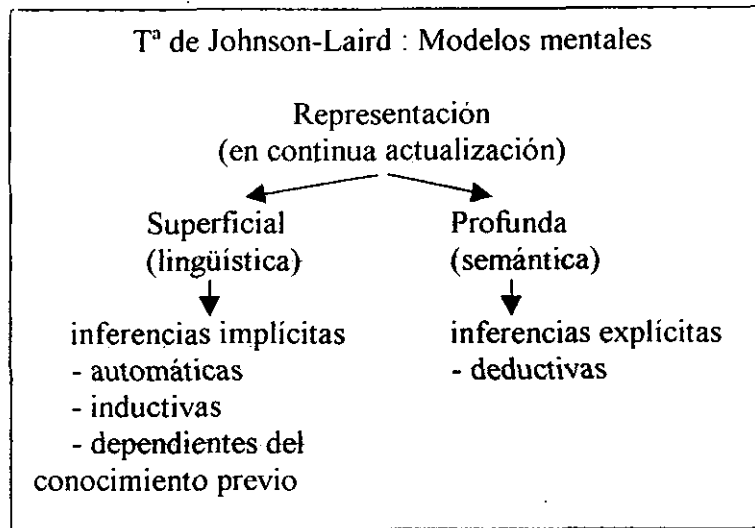 Tª de Johnson-Laird : Modelos mentales
Representación
(en continua actualización)
Superficial
(lingüística)
Profunda
(semántica)
inferencias implícitas
- automáticas
- inductivas
- dependientes del
conocimiento previo
inferencias explícitas
- deductivas